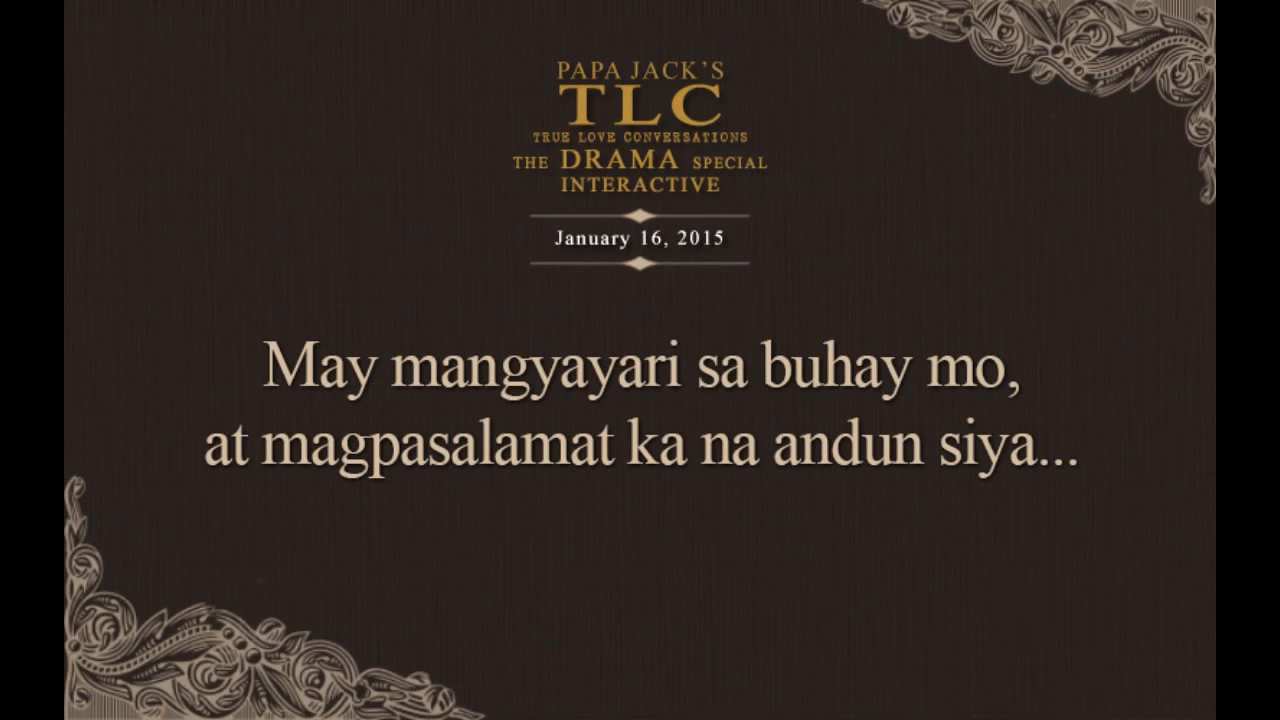 PAPA JACK'S
TLC
TRUE LOVE CONVERSATIONS
THE DRAMA SPECIAL
INTERACTIVE
January 16, 2015
May mangyayari sa buhay mo,
at magpasalamat ka na andun siya...